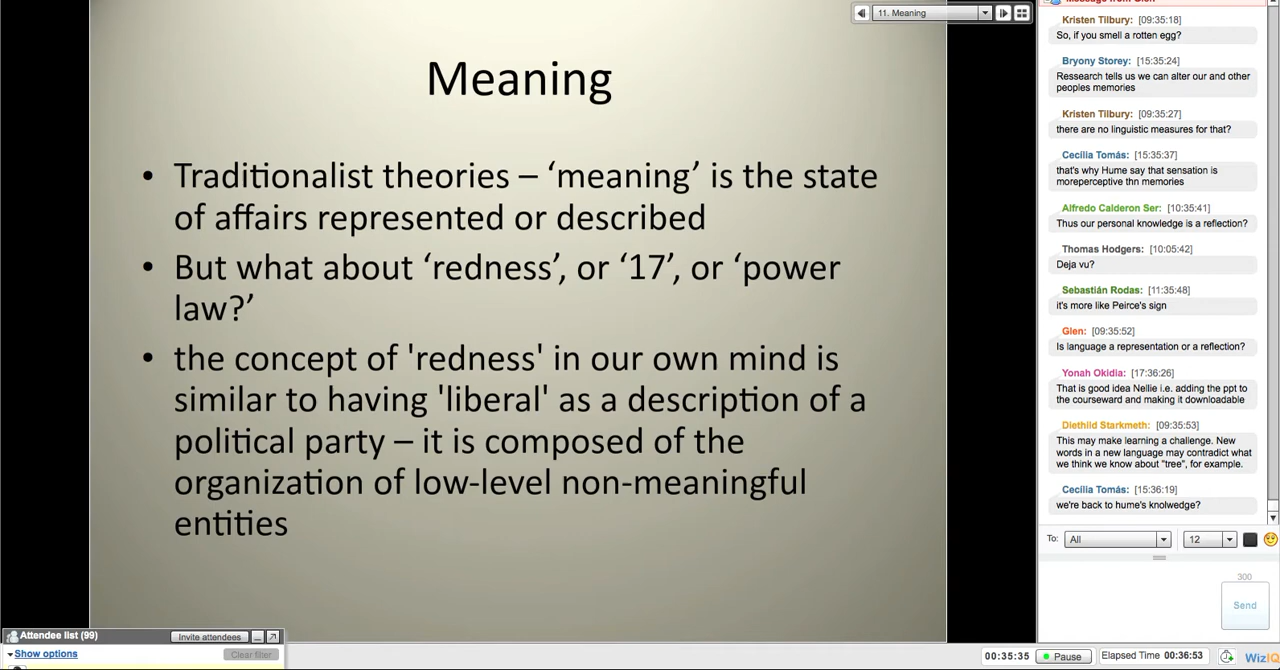 11. Meaning
Meaning
• Traditionalist theories – ‘meaning’ is the state
of affairs represented or described
• But what about ‘redness’, or ‘17’, or ‘power
law?’
• the concept of 'redness' in our own mind is
similar to having 'liberal' as a description of a
political party – it is composed of the
organization of low-level non-meaningful
entities
Kristen Tilbury: [09:35:18]
So, if you smell a rotten egg?
Bryony Storey: [15:35:24]
Ressearch tells us we can alter our and other
peoples memories
Kristen Tilbury: [09:35:27]
there are no linguistic measures for that?
Cecília Tomás: [15:35:37]
that's why Hume say that sensation is
moreperceptive thn memories
Alfredo Calderon Ser: [10:35:41]
Thus our personal knowledge is a reflection?
Thomas Hodgers: [10:05:42]
Deja vu?
Sebastián Rodas: [11:35:48]
it's more like Peirce's sign
Glen: [09:35:52]
Is language a representation or a reflection?
Yonah Okidia: [17:36:26]
That is good idea Nellie i.e. adding the ppt to
the courseward and making it downloadable
Diethild Starkmeth: [09:35:53]
This may make learning a challenge. New
words in a new language may contradict what
we think we know about "tree", for example.
Cecília Tomás: [15:36:19]
we're back to hume's knolwedge?
To: All 12
300
Send
Attendee list (99) Invite attendees
Show options Clear filter
00:35:35 Pause Elapsed Time 00:36:53 WizIQ